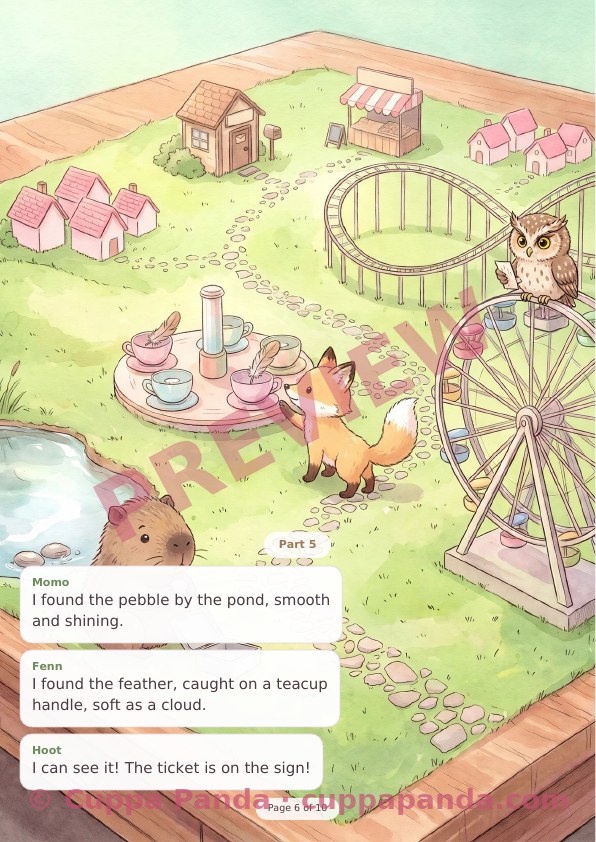 PREVIEW
Part 5
Momo
I found the pebble by the pond, smooth
and shining.
Fenn
I found the feather, caught on a teacup
handle, soft as a cloud.
Hoot
I can see it! The ticket is on the sign!
© Cuppa Panda · cuppapanda.com
Page 6 of 10